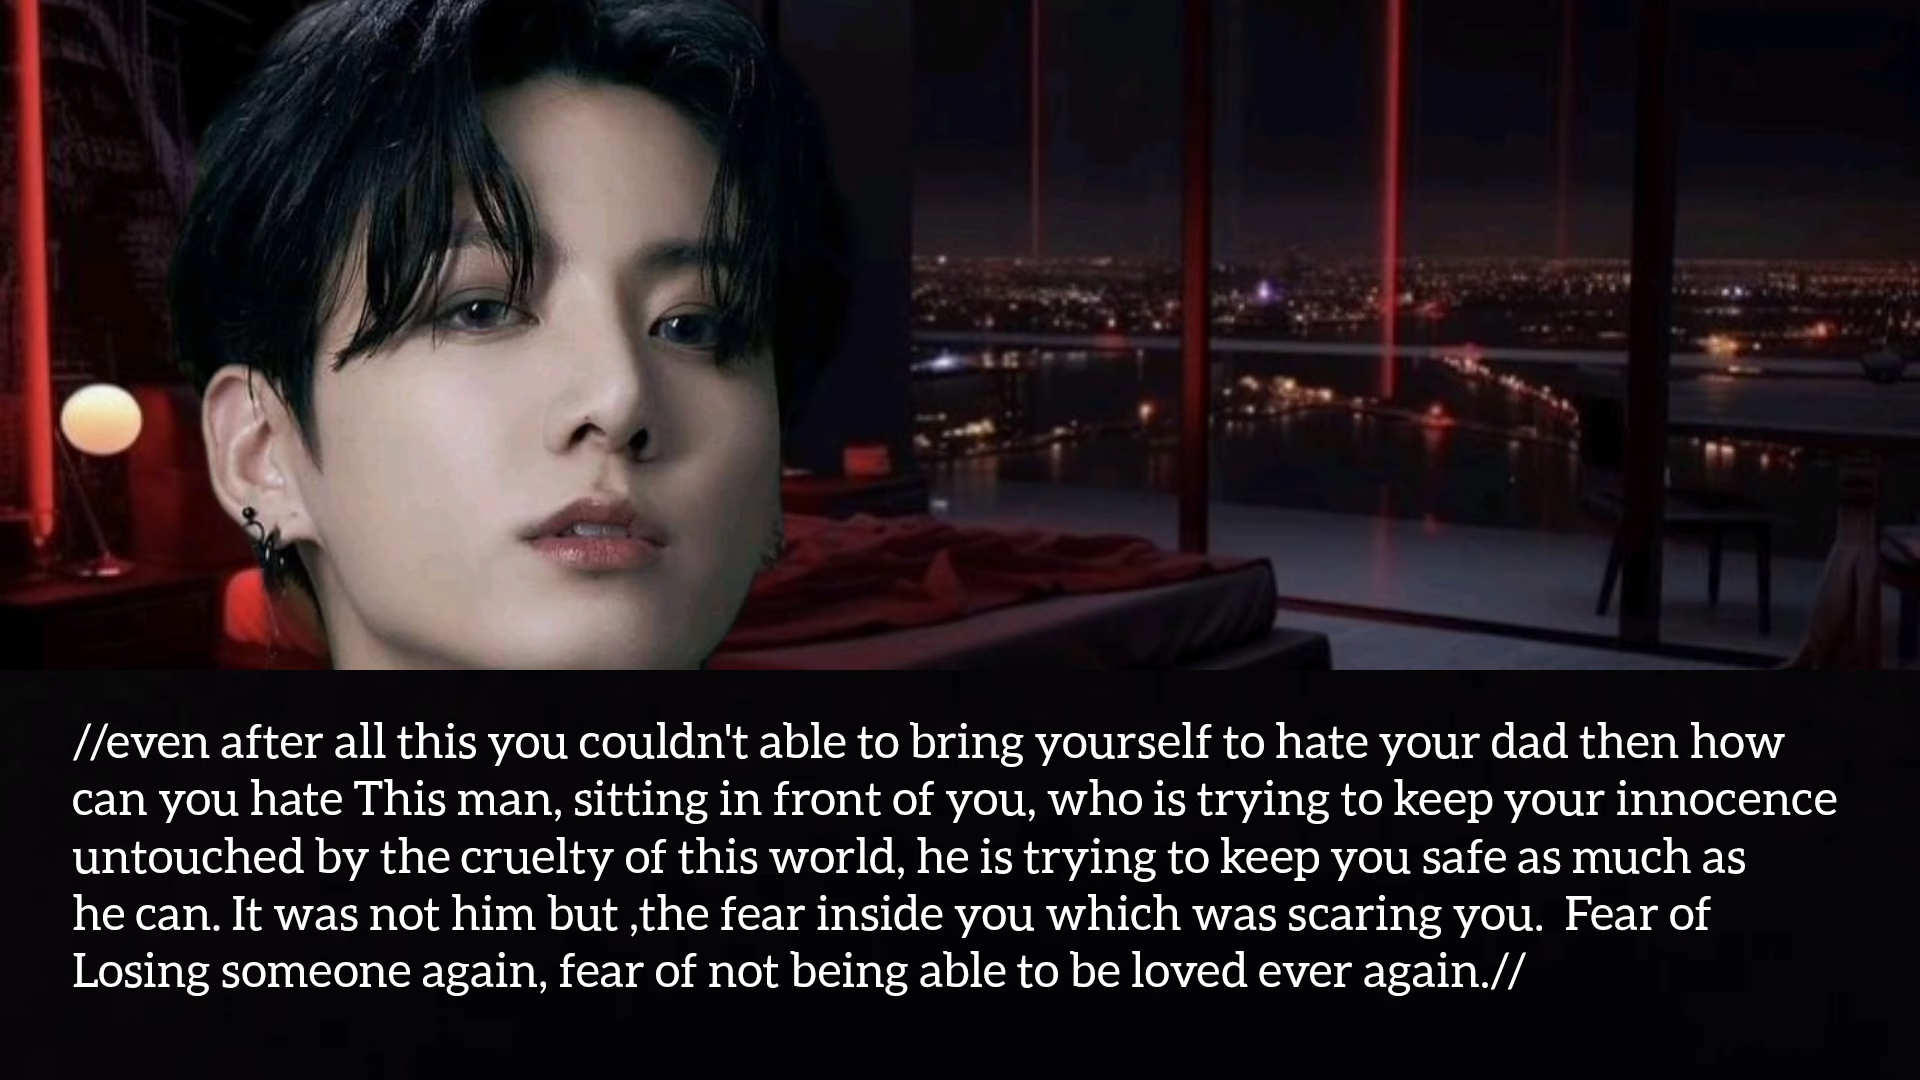 //even after all this you couldn't able to bring yourself to hate your dad then how
can you hate This man, sitting in front of you, who is trying to keep your innocence
untouched by the cruelty of this world, he is trying to keep you safe as much as
he can. It was not him but ,the fear inside you which was scaring you.  Fear of
Losing someone again, fear of not being able to be loved ever again.//